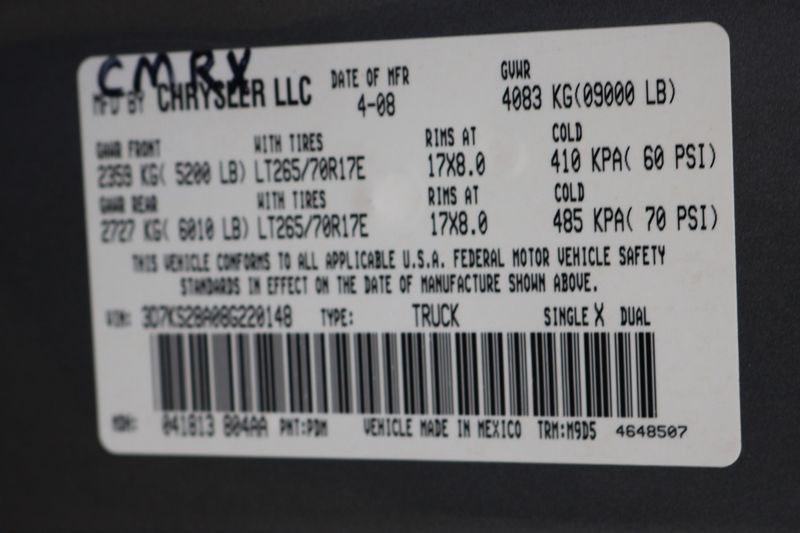 CMRX
MFD BY CHRYSLER LLC DATE OF MFR 4-08 GVWR 4083 KG(09000 LB)
GAWR FRONT WITH TIRES RIMS AT COLD
2359 KG( 5200 LB) LT265/70R17E 17X8.0 410 KPA( 60 PSI)
GAWR REAR WITH TIRES RIMS AT COLD
2727 KG( 6010 LB) LT265/70R17E 17X8.0 485 KPA( 70 PSI)
THIS VEHICLE CONFORMS TO ALL APPLICABLE U.S.A. FEDERAL MOTOR VEHICLE SAFETY
STANDARDS IN EFFECT ON THE DATE OF MANUFACTURE SHOWN ABOVE.
VIN: 3D7KS28A08G220148 TYPE: TRUCK SINGLE X DUAL
MDH: 041813 804AA PNT:PDM VEHICLE MADE IN MEXICO TRM:M9D5 4648507